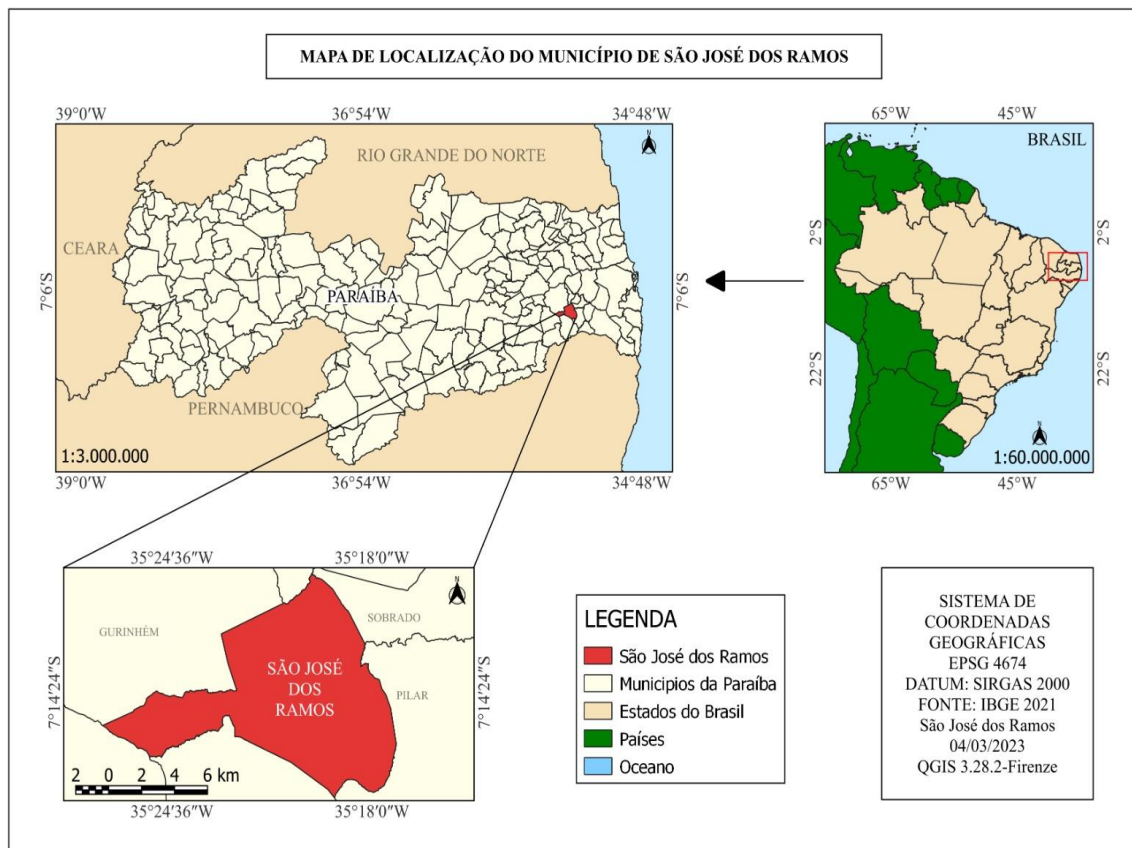 MAPA DE LOCALIZAÇÃO DO MUNICÍPIO DE SÃO JOSÉ DOS RAMOS
39°0′W 36°54′W 34°48′W
RIO GRANDE DO NORTE
N
CEARA
7°6′S
7°6′S
PARAÍBA
PERNAMBUCO
1:3.000.000
39°0′W 36°54′W 34°48′W
65°W 45°W
BRASIL
2°S
2°S
22°S
22°S
N
1:60.000.000
65°W 45°W
35°24′36″W 35°18′0″W
N
SOBRADO
GURINHÉM
7°14′24″S
7°14′24″S
SÃO JOSÉ
DOS
RAMOS
PILAR
2 0 2 4 6 km
35°24′36″W 35°18′0″W
LEGENDA
São José dos Ramos
Municipios da Paraíba
Estados do Brasil
Países
Oceano
SISTEMA DE
COORDENADAS
GEOGRÁFICAS
EPSG 4674
DATUM: SIRGAS 2000
FONTE: IBGE 2021
São José dos Ramos
04/03/2023
QGIS 3.28.2-Firenze